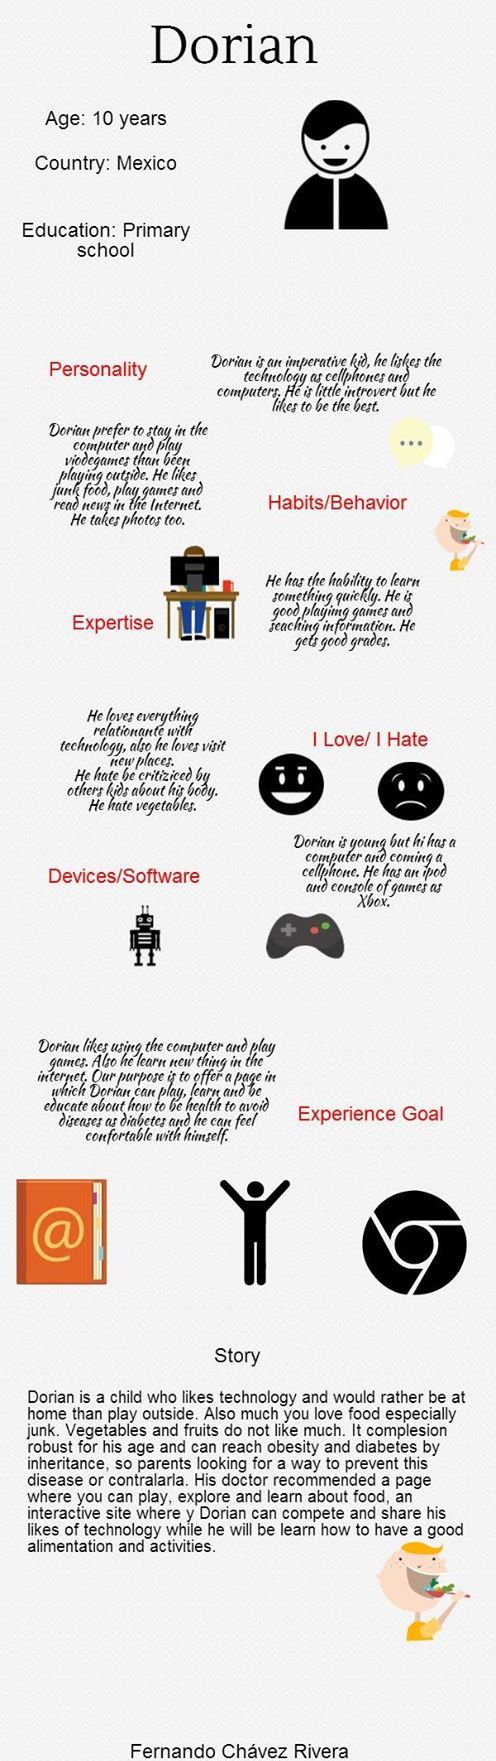 Dorian
Age: 10 years
Country: Mexico
Education: Primary
school
Personality
Dorian is an imperative kid, he liskes the
technology as cellphones and
computers. He is little introvert but he
likes to be the best.
Dorian prefer to stay in the
computer and play
viodegames than been
playing outside. He likes
junk food, play games and
read news in the Internet.
He takes photos too.
Habits/Behavior
Expertise
He has the hability to learn
something quickly. He is
good playing games and
seaching information. He
gets good grades.
He loves everything
relationante with
technology, also he loves visit
new places.
He hate be critiziced by
others kids about his body.
He hate vegetables.
I Love/ I Hate
Devices/Software
Dorian is young but hi has a
computer and coming a
cellphone. He has an ipod
and console of games as
Xbox.
Dorian likes using the computer and play
games. Also he learn new thing in the
internet. Our purpose is to offer a page in
which Dorian can play, learn and be
educate about how to be health to avoid
diseases as diabetes and he can feel
confortable with himself.
Experience Goal
@
Story
Dorian is a child who likes technology and would rather be at
home than play outside. Also much you love food especially
junk. Vegetables and fruits do not like much. It complesion
robust for his age and can reach obesity and diabetes by
inheritance, so parents looking for a way to prevent this
disease or contralarla. His doctor recommended a page
where you can play, explore and learn about food, an
interactive site where y Dorian can compete and share his
likes of technology while he will be learn how to have a good
alimentation and activities.
Fernando Chávez Rivera